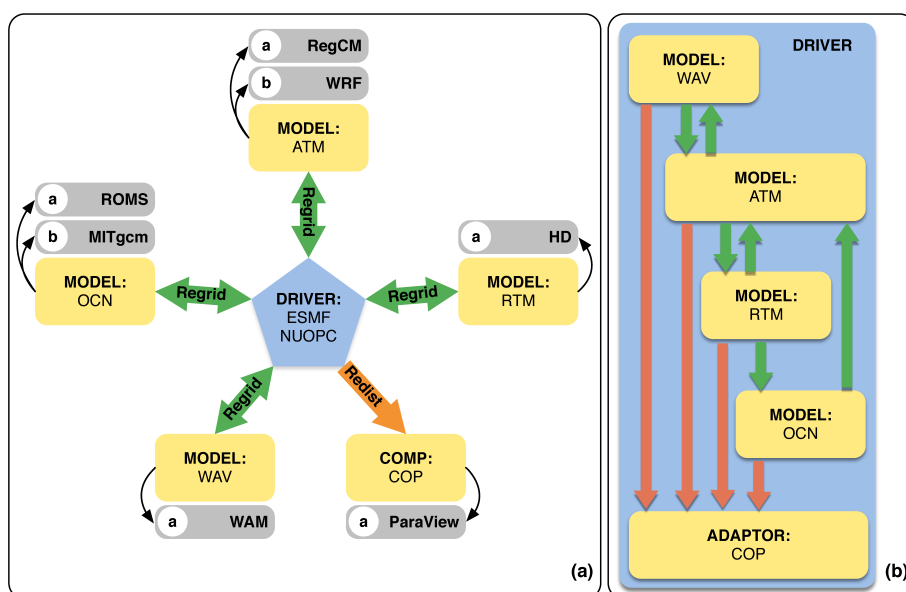 a RegCM
b WRF
MODEL:
ATM
Regrid
a ROMS
b MITgcm
MODEL:
OCN
Regrid
DRIVER:
ESMF
NUOPC
Regrid
a HD
MODEL:
RTM
Regrid
MODEL:
WAV
a WAM
Redist
COMP:
COP
a ParaView
(a)
DRIVER
MODEL:
WAV
MODEL:
ATM
MODEL:
RTM
MODEL:
OCN
ADAPTOR:
COP
(b)